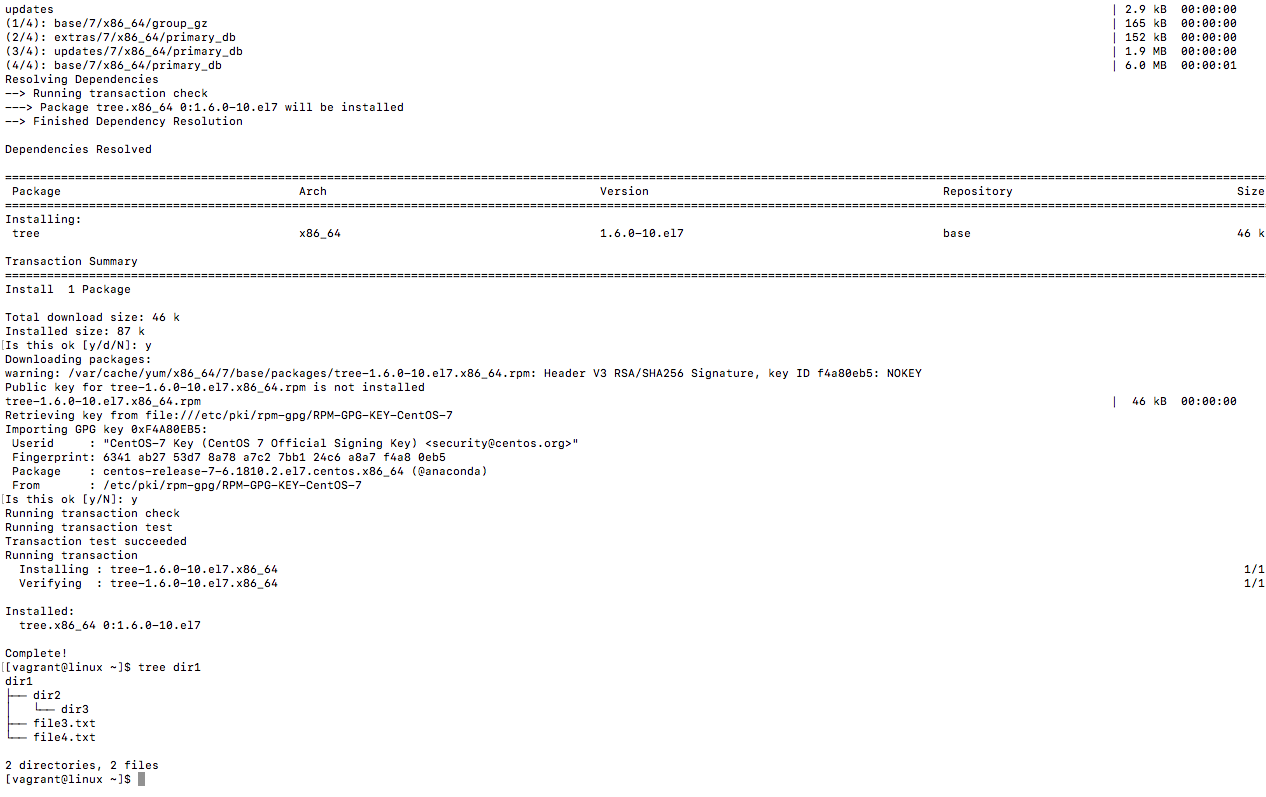 updates | 2.9 kB 00:00:00
(1/4): base/7/x86_64/group_gz | 165 kB 00:00:00
(2/4): extras/7/x86_64/primary_db | 152 kB 00:00:00
(3/4): updates/7/x86_64/primary_db | 1.9 MB 00:00:00
(4/4): base/7/x86_64/primary_db | 6.0 MB 00:00:01
Resolving Dependencies
--> Running transaction check
---> Package tree.x86_64 0:1.6.0-10.el7 will be installed
--> Finished Dependency Resolution
Dependencies Resolved
====================================================================================================================================================================================
Package Arch Version Repository Size
====================================================================================================================================================================================
Installing:
tree x86_64 1.6.0-10.el7 base 46 k
Transaction Summary
====================================================================================================================================================================================
Install 1 Package
Total download size: 46 k
Installed size: 87 k
Is this ok [y/d/N]: y
Downloading packages:
warning: /var/cache/yum/x86_64/7/base/packages/tree-1.6.0-10.el7.x86_64.rpm: Header V3 RSA/SHA256 Signature, key ID f4a80eb5: NOKEY
Public key for tree-1.6.0-10.el7.x86_64.rpm is not installed
tree-1.6.0-10.el7.x86_64.rpm | 46 kB 00:00:00
Retrieving key from file:///etc/pki/rpm-gpg/RPM-GPG-KEY-CentOS-7
Importing GPG key 0xF4A80EB5:
Userid : "CentOS-7 Key (CentOS 7 Official Signing Key) <security@centos.org>"
Fingerprint: 6341 ab27 53d7 8a78 a7c2 7bb1 24c6 a8a7 f4a8 0eb5
Package : centos-release-7-6.1810.2.el7.centos.x86_64 (@anaconda)
From : /etc/pki/rpm-gpg/RPM-GPG-KEY-CentOS-7
Is this ok [y/N]: y
Running transaction check
Running transaction test
Transaction test succeeded
Running transaction
Installing : tree-1.6.0-10.el7.x86_64 1/1
Verifying : tree-1.6.0-10.el7.x86_64 1/1
Installed:
tree.x86_64 0:1.6.0-10.el7
Complete!
[vagrant@linux ~]$ tree dir1
dir1
├── dir2
│   └── dir3
├── file3.txt
└── file4.txt
2 directories, 2 files
[vagrant@linux ~]$